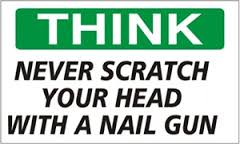 THINK
NEVER SCRATCH
YOUR HEAD
WITH A NAIL GUN